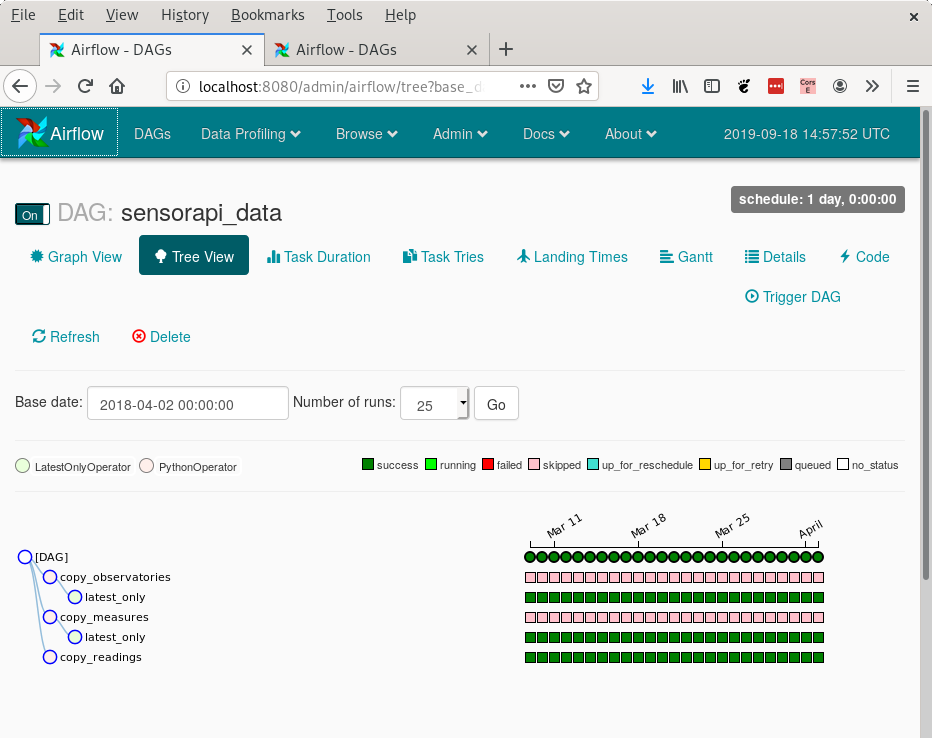 File Edit View History Bookmarks Tools Help
Airflow - DAGs Airflow - DAGs
localhost:8080/admin/airflow/tree?base_d
Cors E
Airflow DAGs Data Profiling Browse Admin Docs About 2019-09-18 14:57:52 UTC
On DAG: sensorapi_data schedule: 1 day, 0:00:00
Graph View Tree View Task Duration Task Tries Landing Times Gantt Details Code
Trigger DAG
Refresh Delete
Base date: 2018-04-02 00:00:00 Number of runs: 25 Go
LatestOnlyOperator PythonOperator success running failed skipped up_for_reschedule up_for_retry queued no_status
Mar 11 Mar 18 Mar 25 April
[DAG]
copy_observatories
latest_only
copy_measures
latest_only
copy_readings